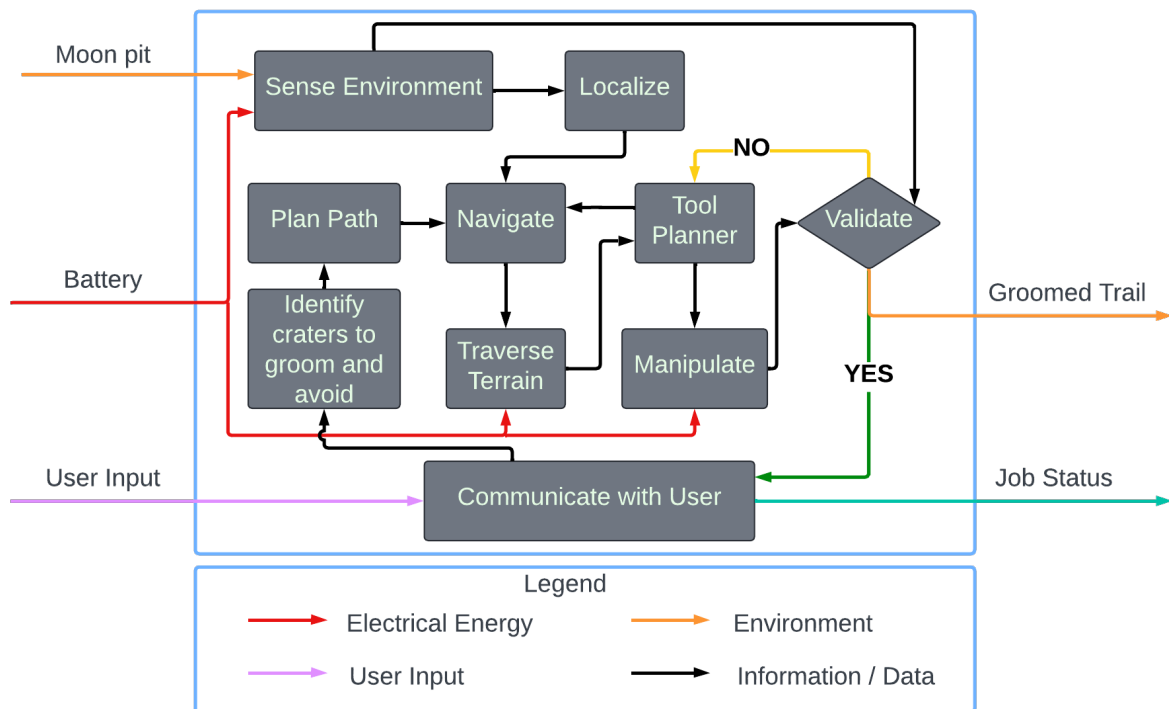 Moon pit
Sense Environment
Localize
NO
Plan Path
Navigate
Tool
Planner
Validate
Battery
Groomed Trail
Identify
craters to
groom and
avoid
Traverse
Terrain
Manipulate
YES
User Input
Communicate with User
Job Status
Legend
Electrical Energy
Environment
User Input
Information / Data